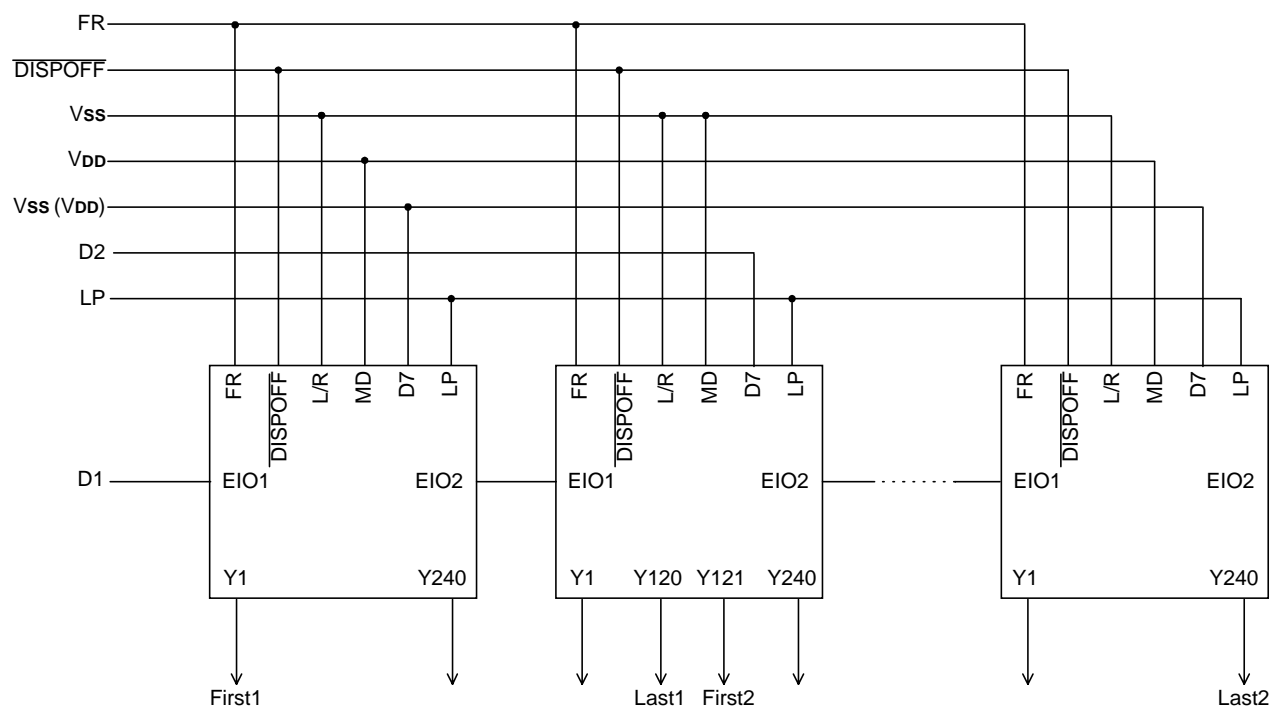 FR
DISPOFF
VSS
VDD
VSS (VDD)
D2
LP
FR DISPOFF L/R MD D7 LP
FR DISPOFF L/R MD D7 LP
FR DISPOFF L/R MD D7 LP
D1
EIO1 EIO2
EIO1 EIO2
EIO1 EIO2
Y1 Y240
Y1 Y120 Y121 Y240
Y1 Y240
First1
Last1 First2
Last2